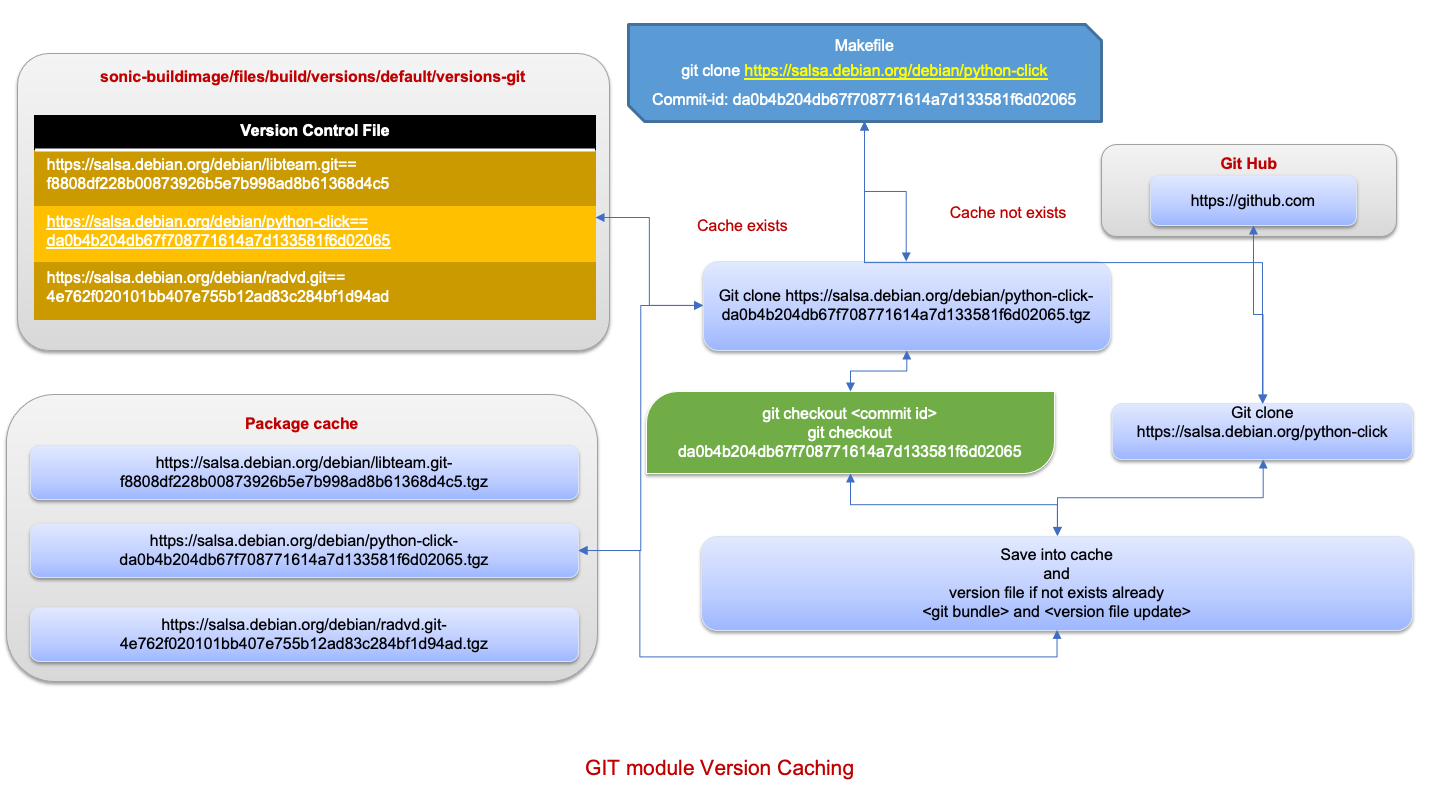 sonic-buildimage/files/build/versions/default/versions-git
Version Control File
https://salsa.debian.org/debian/libteam.git==
f8808df228b00873926b5e7b998ad8b61368d4c5
https://salsa.debian.org/debian/python-click==
da0b4b204db67f708771614a7d133581f6d02065
https://salsa.debian.org/debian/radvd.git==
4e762f020101bb407e755b12ad83c284bf1d94ad
Package cache
https://salsa.debian.org/debian/libteam.git-
f8808df228b00873926b5e7b998ad8b61368d4c5.tgz
https://salsa.debian.org/debian/python-click-
da0b4b204db67f708771614a7d133581f6d02065.tgz
https://salsa.debian.org/debian/radvd.git-
4e762f020101bb407e755b12ad83c284bf1d94ad.tgz
Makefile
git clone https://salsa.debian.org/debian/python-click
Commit-id: da0b4b204db67f708771614a7d133581f6d02065
Cache exists
Cache not exists
Git Hub
https://github.com
Git clone https://salsa.debian.org/debian/python-click-
da0b4b204db67f708771614a7d133581f6d02065.tgz
git checkout <commit id>
git checkout
da0b4b204db67f708771614a7d133581f6d02065
Git clone
https://salsa.debian.org/python-click
Save into cache
and
version file if not exists already
<git bundle> and <version file update>
GIT module Version Caching